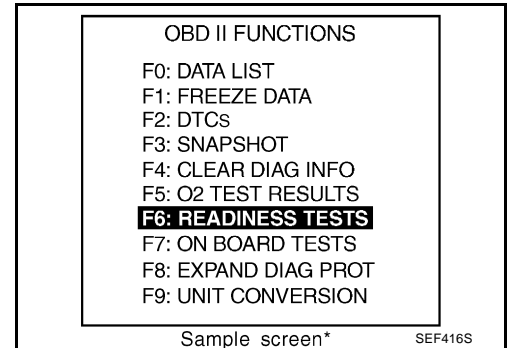 OBD II FUNCTIONS
F0: DATA LIST
F1: FREEZE DATA
F2: DTCs
F3: SNAPSHOT
F4: CLEAR DIAG INFO
F5: O2 TEST RESULTS
F6: READINESS TESTS
F7: ON BOARD TESTS
F8: EXPAND DIAG PROT
F9: UNIT CONVERSION
Sample screen*
SEF416S